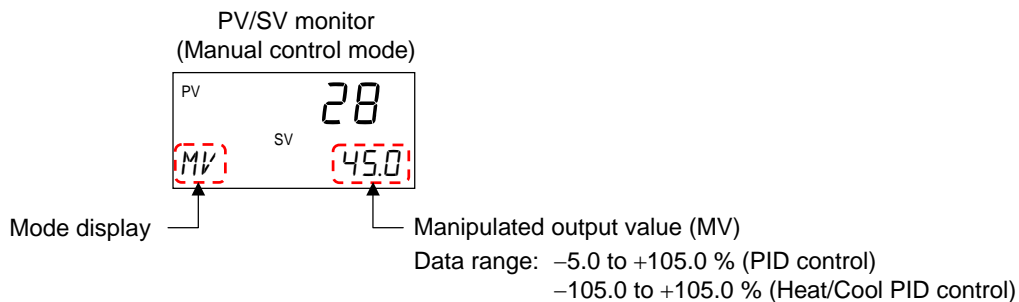 PV/SV monitor
(Manual control mode)
PV
28
SV
MV
45.0
Mode display
Manipulated output value (MV)
Data range: −5.0 to +105.0 % (PID control)
−105.0 to +105.0 % (Heat/Cool PID control)